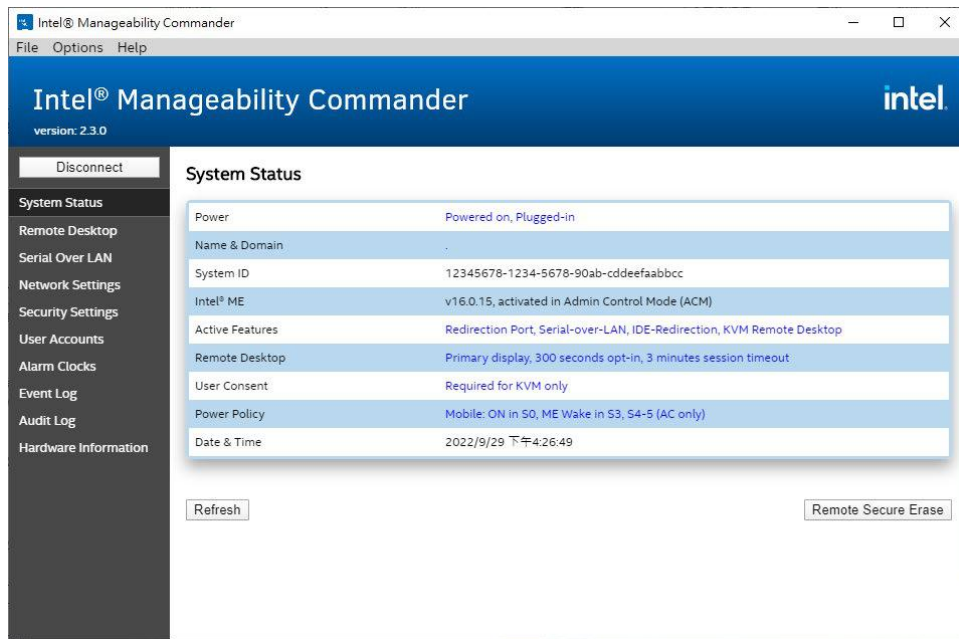 Intel® Manageability Commander
File Options Help
Intel® Manageability Commander
intel.
version: 2.3.0
Disconnect
System Status
Remote Desktop
Serial Over LAN
Network Settings
Security Settings
User Accounts
Alarm Clocks
Event Log
Audit Log
Hardware Information
System Status
Power Powered on, Plugged-in
Name & Domain .
System ID 12345678-1234-5678-90ab-cddeefaabbcc
Intel® ME v16.0.15, activated in Admin Control Mode (ACM)
Active Features Redirection Port, Serial-over-LAN, IDE-Redirection, KVM Remote Desktop
Remote Desktop Primary display, 300 seconds opt-in, 3 minutes session timeout
User Consent Required for KVM only
Power Policy Mobile: ON in S0, ME Wake in S3, S4-5 (AC only)
Date & Time 2022/9/29 下午4:26:49
Refresh Remote Secure Erase